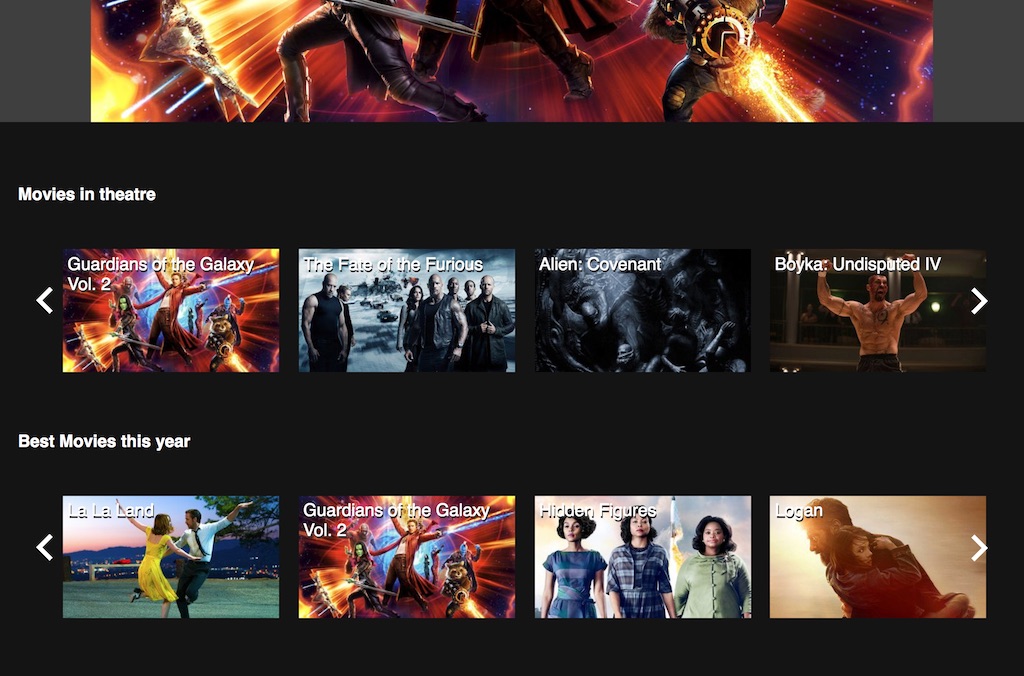 Movies in theatre
Guardians of the Galaxy
Vol. 2
The Fate of the Furious
Alien: Covenant
Boyka: Undisputed IV
Best Movies this year
La La Land
Guardians of the Galaxy
Vol. 2
Hidden Figures
Logan